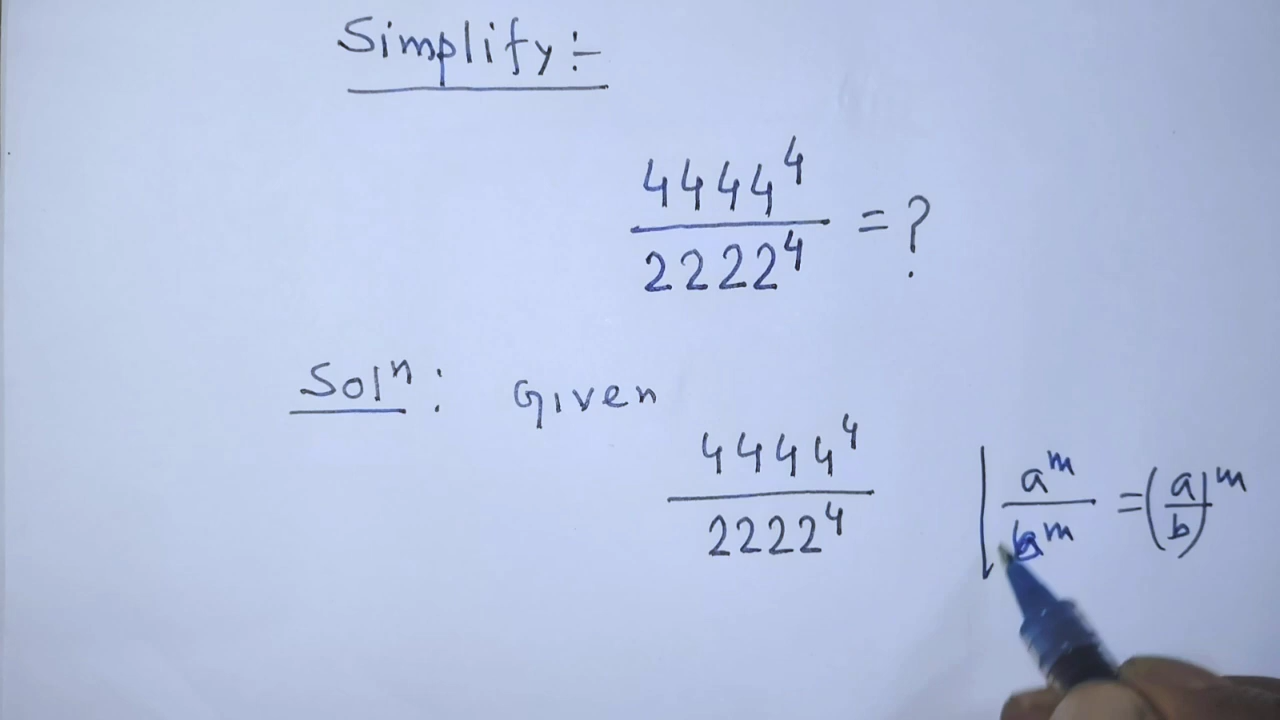 Simplify:-
4444⁴
2222⁴ = ?
Solⁿ: Given
4444⁴
2222⁴
aᵐ
bᵐ = (a/b)ᵐ